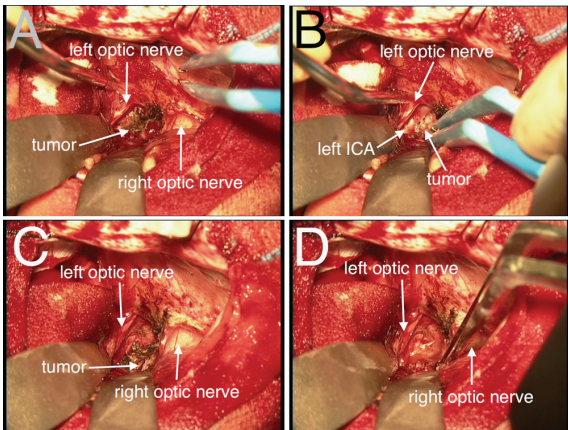 A
left optic nerve
tumor
right optic nerve
B
left optic nerve
left ICA
tumor
C
left optic nerve
tumor
right optic nerve
D
left optic nerve
right optic nerve